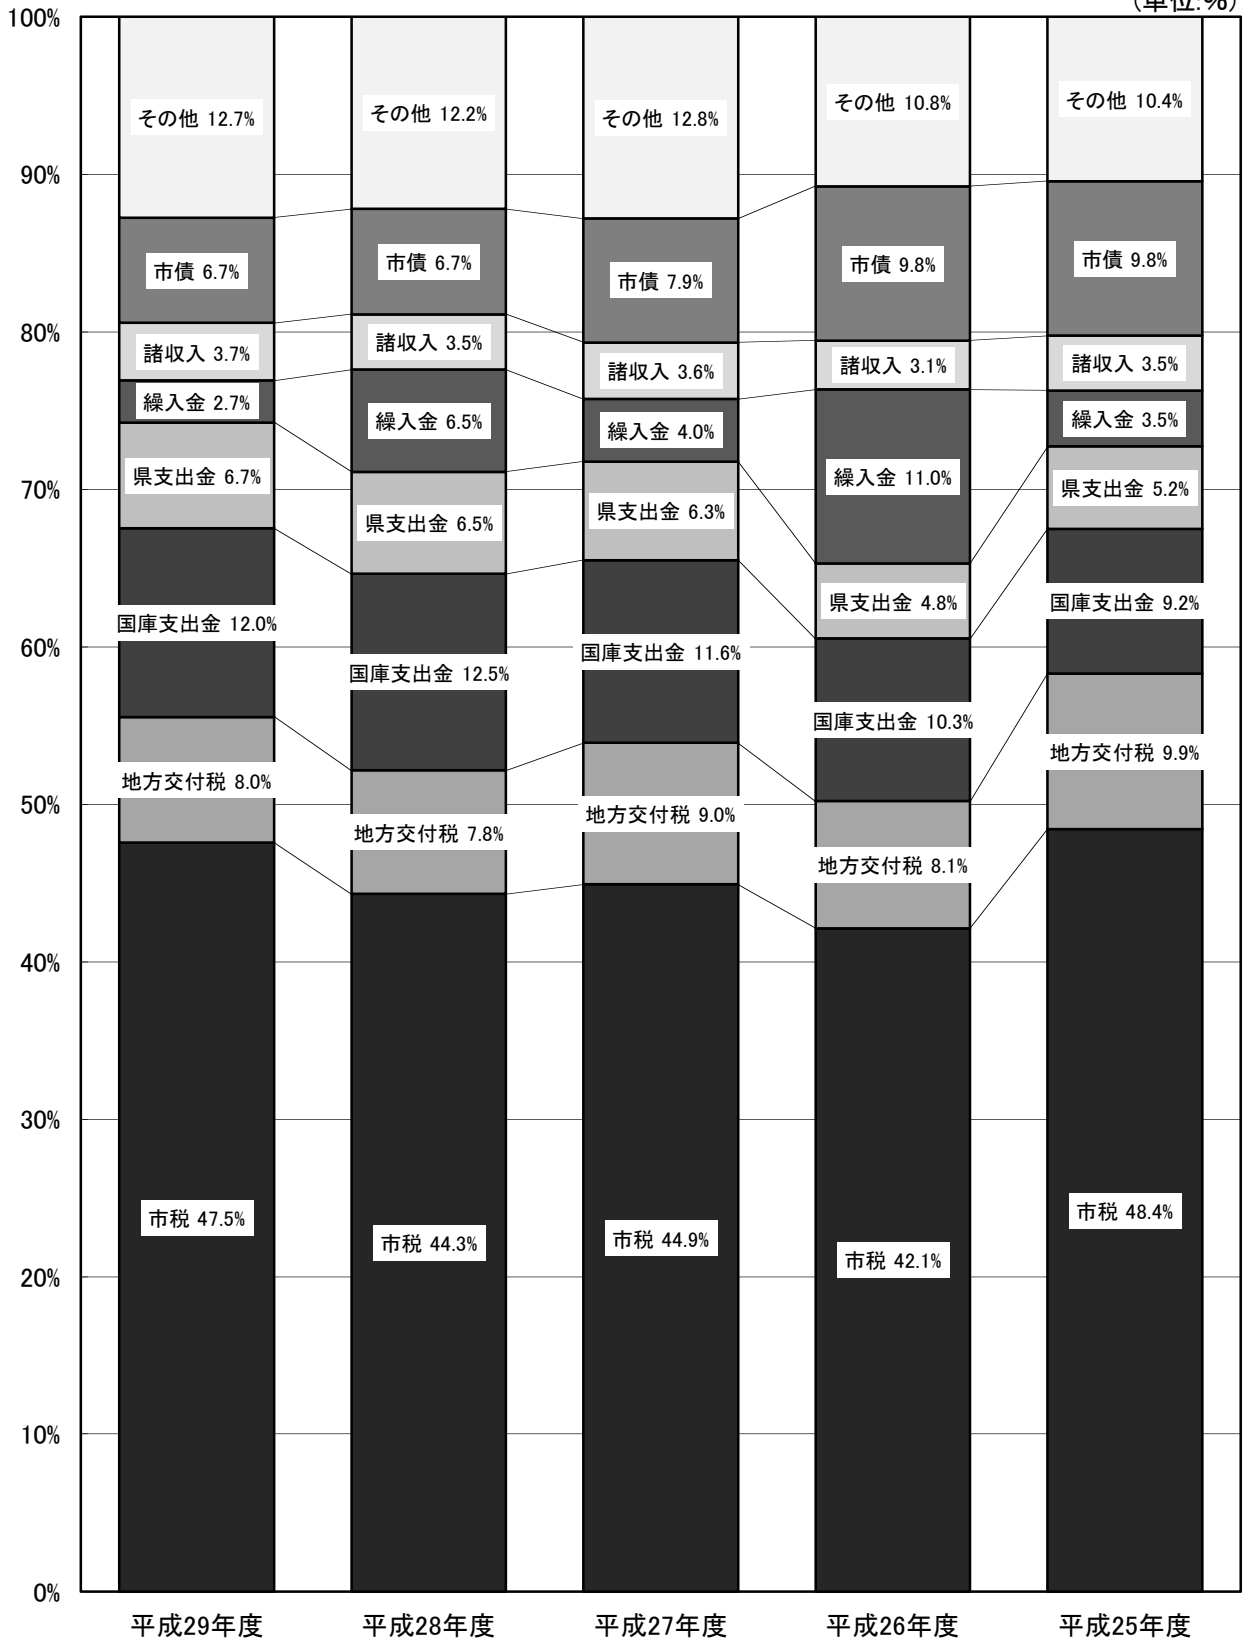 (単位:%)
100%
90%
80%
70%
60%
50%
40%
30%
20%
10%
0%
その他 12.7%
市債 6.7%
諸収入 3.7%
繰入金 2.7%
県支出金 6.7%
国庫支出金 12.0%
地方交付税 8.0%
市税 47.5%
その他 12.2%
市債 6.7%
諸収入 3.5%
繰入金 6.5%
県支出金 6.5%
国庫支出金 12.5%
地方交付税 7.8%
市税 44.3%
その他 12.8%
市債 7.9%
諸収入 3.6%
繰入金 4.0%
県支出金 6.3%
国庫支出金 11.6%
地方交付税 9.0%
市税 44.9%
その他 10.8%
市債 9.8%
諸収入 3.1%
繰入金 11.0%
県支出金 4.8%
国庫支出金 10.3%
地方交付税 8.1%
市税 42.1%
その他 10.4%
市債 9.8%
諸収入 3.5%
繰入金 3.5%
県支出金 5.2%
国庫支出金 9.2%
地方交付税 9.9%
市税 48.4%
平成29年度
平成28年度
平成27年度
平成26年度
平成25年度